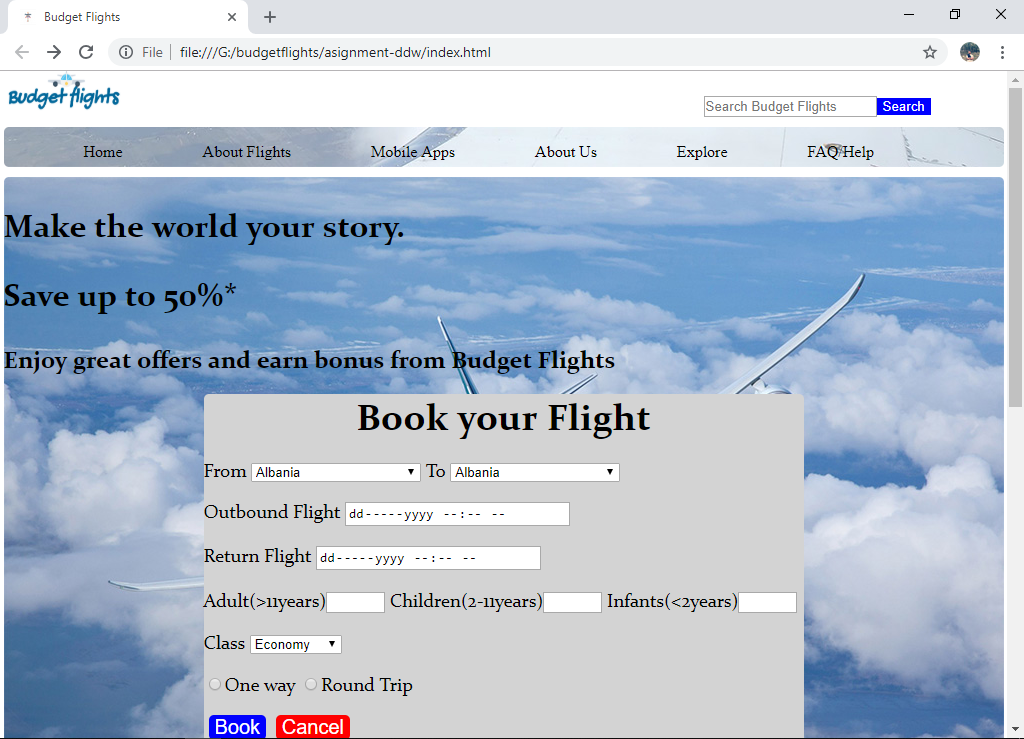 Budget Flights
File file:///G:/budgetflights/asignment-ddw/index.html
Budget flights
Search Budget Flights Search
Home About Flights Mobile Apps About Us Explore FAQ/Help
Make the world your story.
Save up to 50%*
Enjoy great offers and earn bonus from Budget Flights
Book your Flight
From Albania To Albania
Outbound Flight dd-----yyyy --:-- --
Return Flight dd-----yyyy --:-- --
Adult(>11years) Children(2-11years) Infants(<2years)
Class Economy
One way Round Trip
Book Cancel